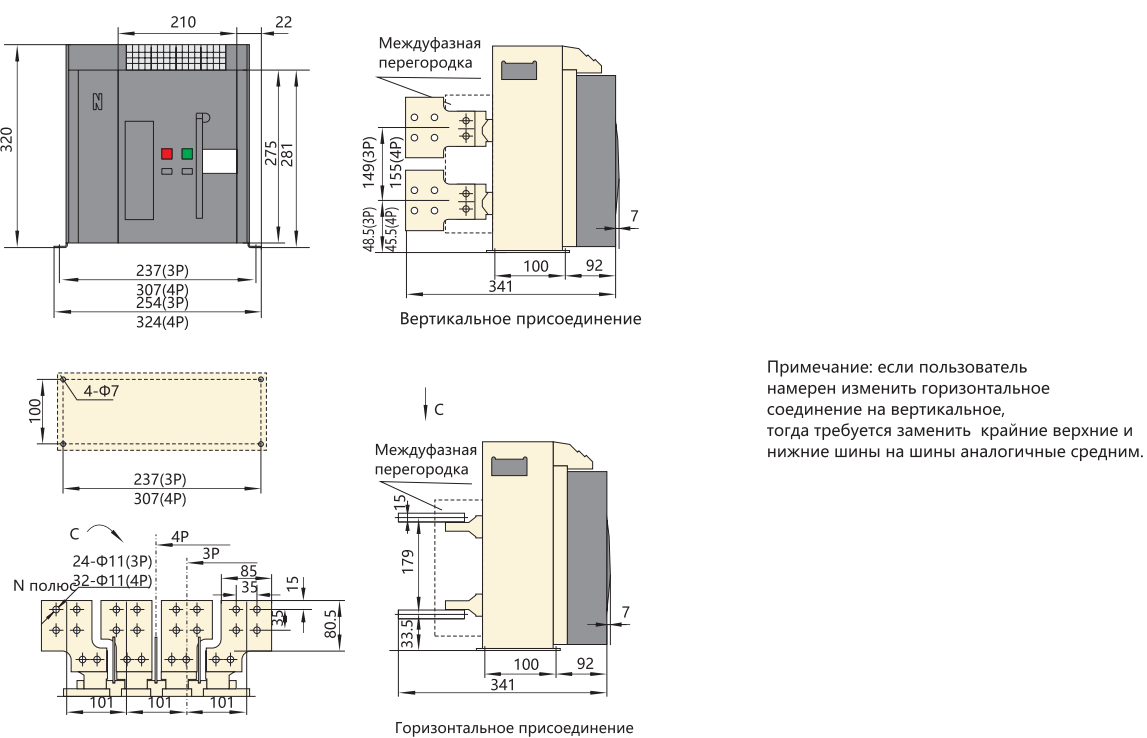 210
22
320
275
281
237(3P)
307(4P)
254(3P)
324(4P)
Междуфазная
перегородка
149(3P)
155(4P)
48.5(3P)
45.5(4P)
7
100
92
341
Вертикальное присоединение
4-Ф7
100
237(3P)
307(4P)
Примечание: если пользователь
намерен изменить горизонтальное
соединение на вертикальное,
тогда требуется заменить крайние верхние и
нижние шины на шины аналогичные средним.
C
Междуфазная
перегородка
15
179
33.5
7
100
92
341
Горизонтальное присоединение
C
4P
3P
24-Ф11(3P)
32-Ф11(4P)
N полюс
85
35
15
35
80.5
101
101
101